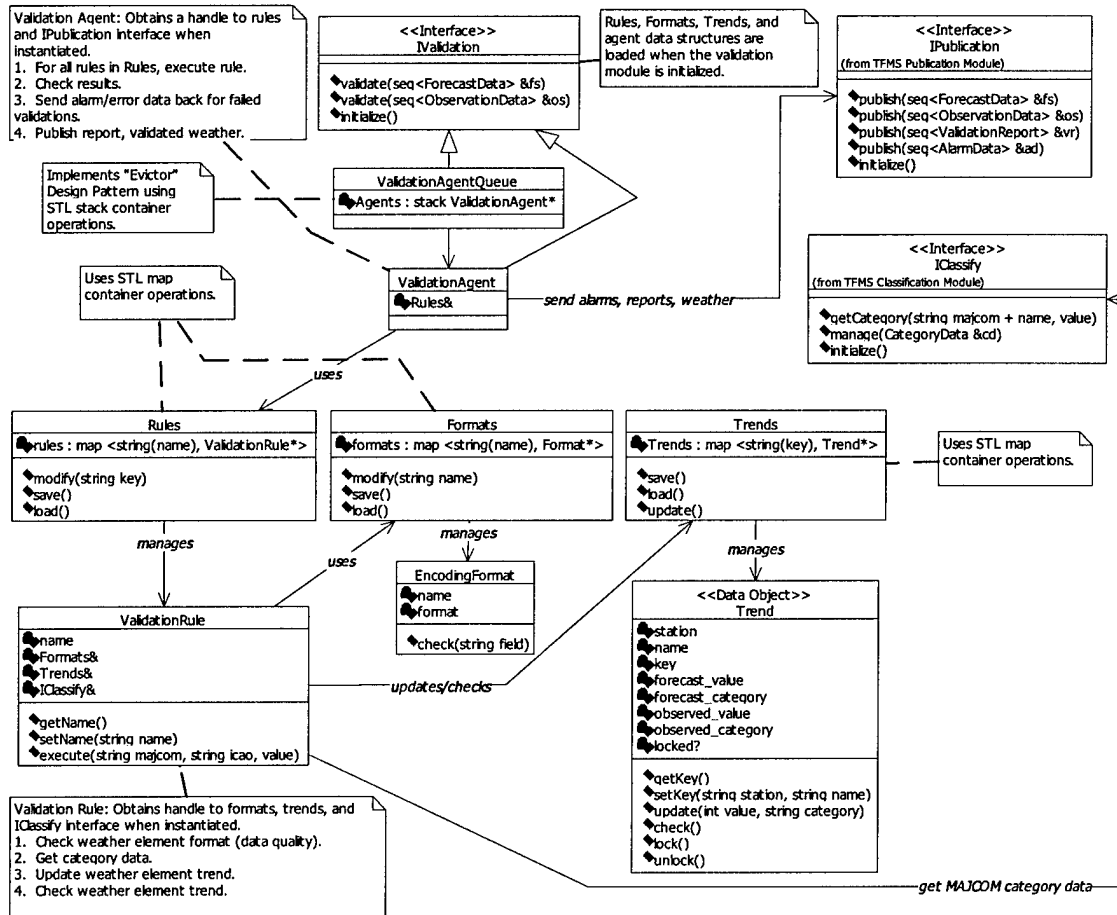 Validation Agent: Obtains a handle to rules
and IPublication interface when
instantiated.
1. For all rules in Rules, execute rule.
2. Check results.
3. Send alarm/error data back for failed
validations.
4. Publish report, validated weather.
<<Interface>>
IValidation
validate(seq<ForecastData> &fs)
validate(seq<ObservationData> &os)
initialize()
Rules, Formats, Trends, and
agent data structures are
loaded when the validation
module is initialized.
<<Interface>>
IPublication
(from TFMS Publication Module)
publish(seq<ForecastData> &fs)
publish(seq<ObservationData> &os)
publish(seq<ValidationReport> &vr)
publish(seq<AlarmData> &ad)
initialize()
Implements "Evictor"
Design Pattern using
STL stack container
operations.
ValidationAgentQueue
Agents : stack ValidationAgent*
Uses STL map
container operations.
ValidationAgent
Rules&
send alarms, reports, weather
<<Interface>>
IClassify
(from TFMS Classification Module)
getCategory(string majcom + name, value)
manage(CategoryData &cd)
initialize()
uses
Rules
rules : map <string(name), ValidationRule*>
modify(string key)
save()
load()
Formats
formats : map <string(name), Format*>
modify(string name)
save()
load()
Trends
Trends : map <string(key), Trend*>
save()
load()
update()
Uses STL map
container operations.
manages
uses
manages
manages
EncodingFormat
name
format
check(string field)
ValidationRule
name
Formats&
Trends&
IClassify&
getName()
setName(string name)
execute(string majcom, string icao, value)
updates/checks
<<Data Object>>
Trend
station
name
key
forecast_value
forecast_category
observed_value
observed_category
locked?
getKey()
setKey(string station, string name)
update(int value, string category)
check()
lock()
unlock()
Validation Rule: Obtains handle to formats, trends, and
IClassify interface when instantiated.
1. Check weather element format (data quality).
2. Get category data.
3. Update weather element trend.
4. Check weather element trend.
get MAJCOM category data